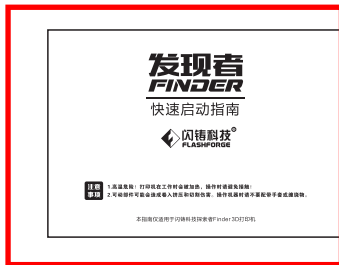 发现者
FINDER
快速启动指南
闪铸科技®
FLASHFORGE
注意事项
1.高温危险！打印机在工作时会被加热，操作时请避免接触！
2.可动部件可能会造成卷入挤压和切割伤害。操作机器时请不要配带手套或缠绕物。
本指南仅适用于闪铸科技探索者Finder 3D打印机